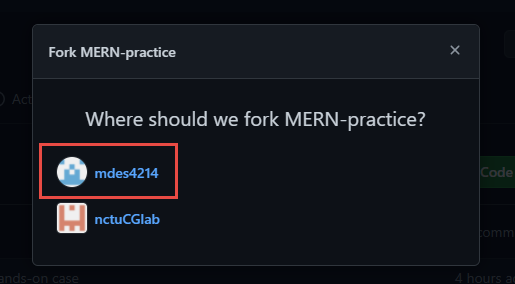 Fork MERN-practice
Act
Where should we fork MERN-practice?
mdes4214
Code
nctuCGlab
comm
ands-on case
4 hours a